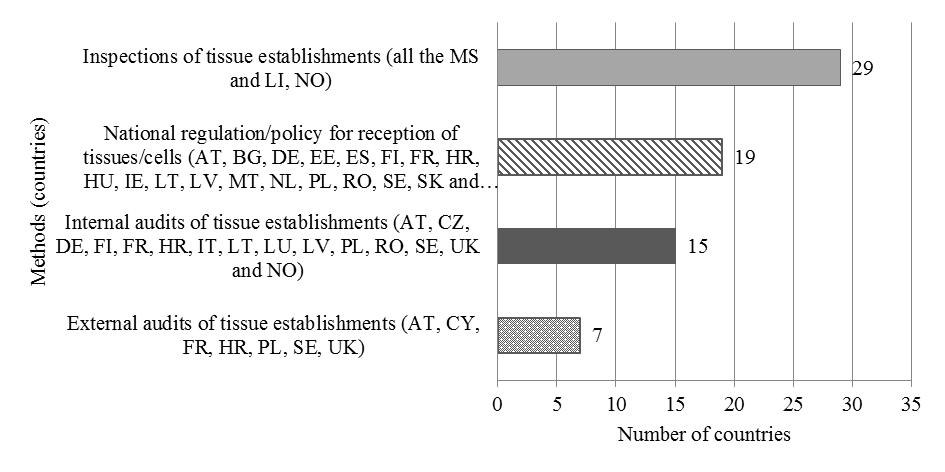 Inspections of tissue establishments (all the MS
and LI, NO)
29
National regulation/policy for reception of
tissues/cells (AT, BG, DE, EE, ES, FI, FR, HR,
HU, IE, LT, LV, MT, NL, PL, RO, SE, SK and…
19
Internal audits of tissue establishments (AT, CZ,
DE, FI, FR, HR, IT, LT, LU, LV, PL, RO, SE, UK
and NO)
15
External audits of tissue establishments (AT, CY,
FR, HR, PL, SE, UK)
7
Methods (countries)
0 5 10 15 20 25 30 35
Number of countries